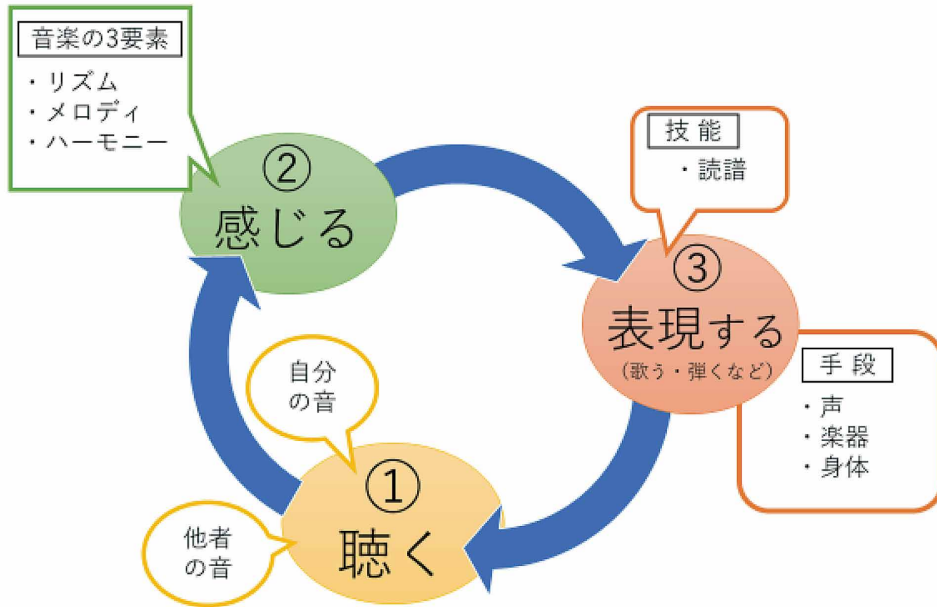 音楽の3要素
・リズム
・メロディ
・ハーモニー
②
感じる
技能
・読譜
③
表現する
（歌う・弾くなど）
手段
・声
・楽器
・身体
自分
の音
①
聴く
他者
の音